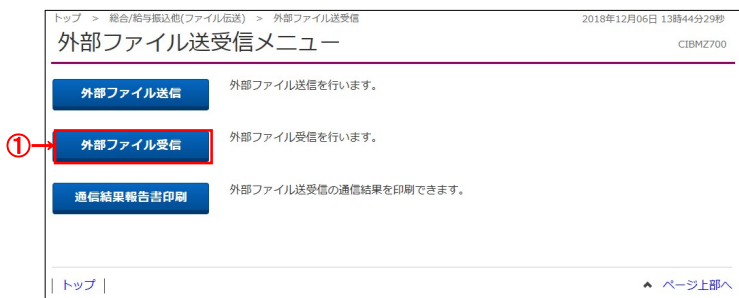 トップ > 総合/給与振込他(ファイル伝送) > 外部ファイル送受信
2018年12月06日 13時44分29秒
外部ファイル送受信メニュー
CIBMZ700
外部ファイル送信
外部ファイル送信を行います。
①→
外部ファイル受信
外部ファイル受信を行います。
通信結果報告書印刷
外部ファイル送受信の通信結果を印刷できます。
| トップ |
ページ上部へ